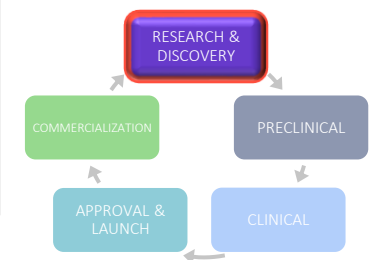 RESEARCH &
DISCOVERY
PRECLINICAL
CLINICAL
APPROVAL &
LAUNCH
COMMERCIALIZATION